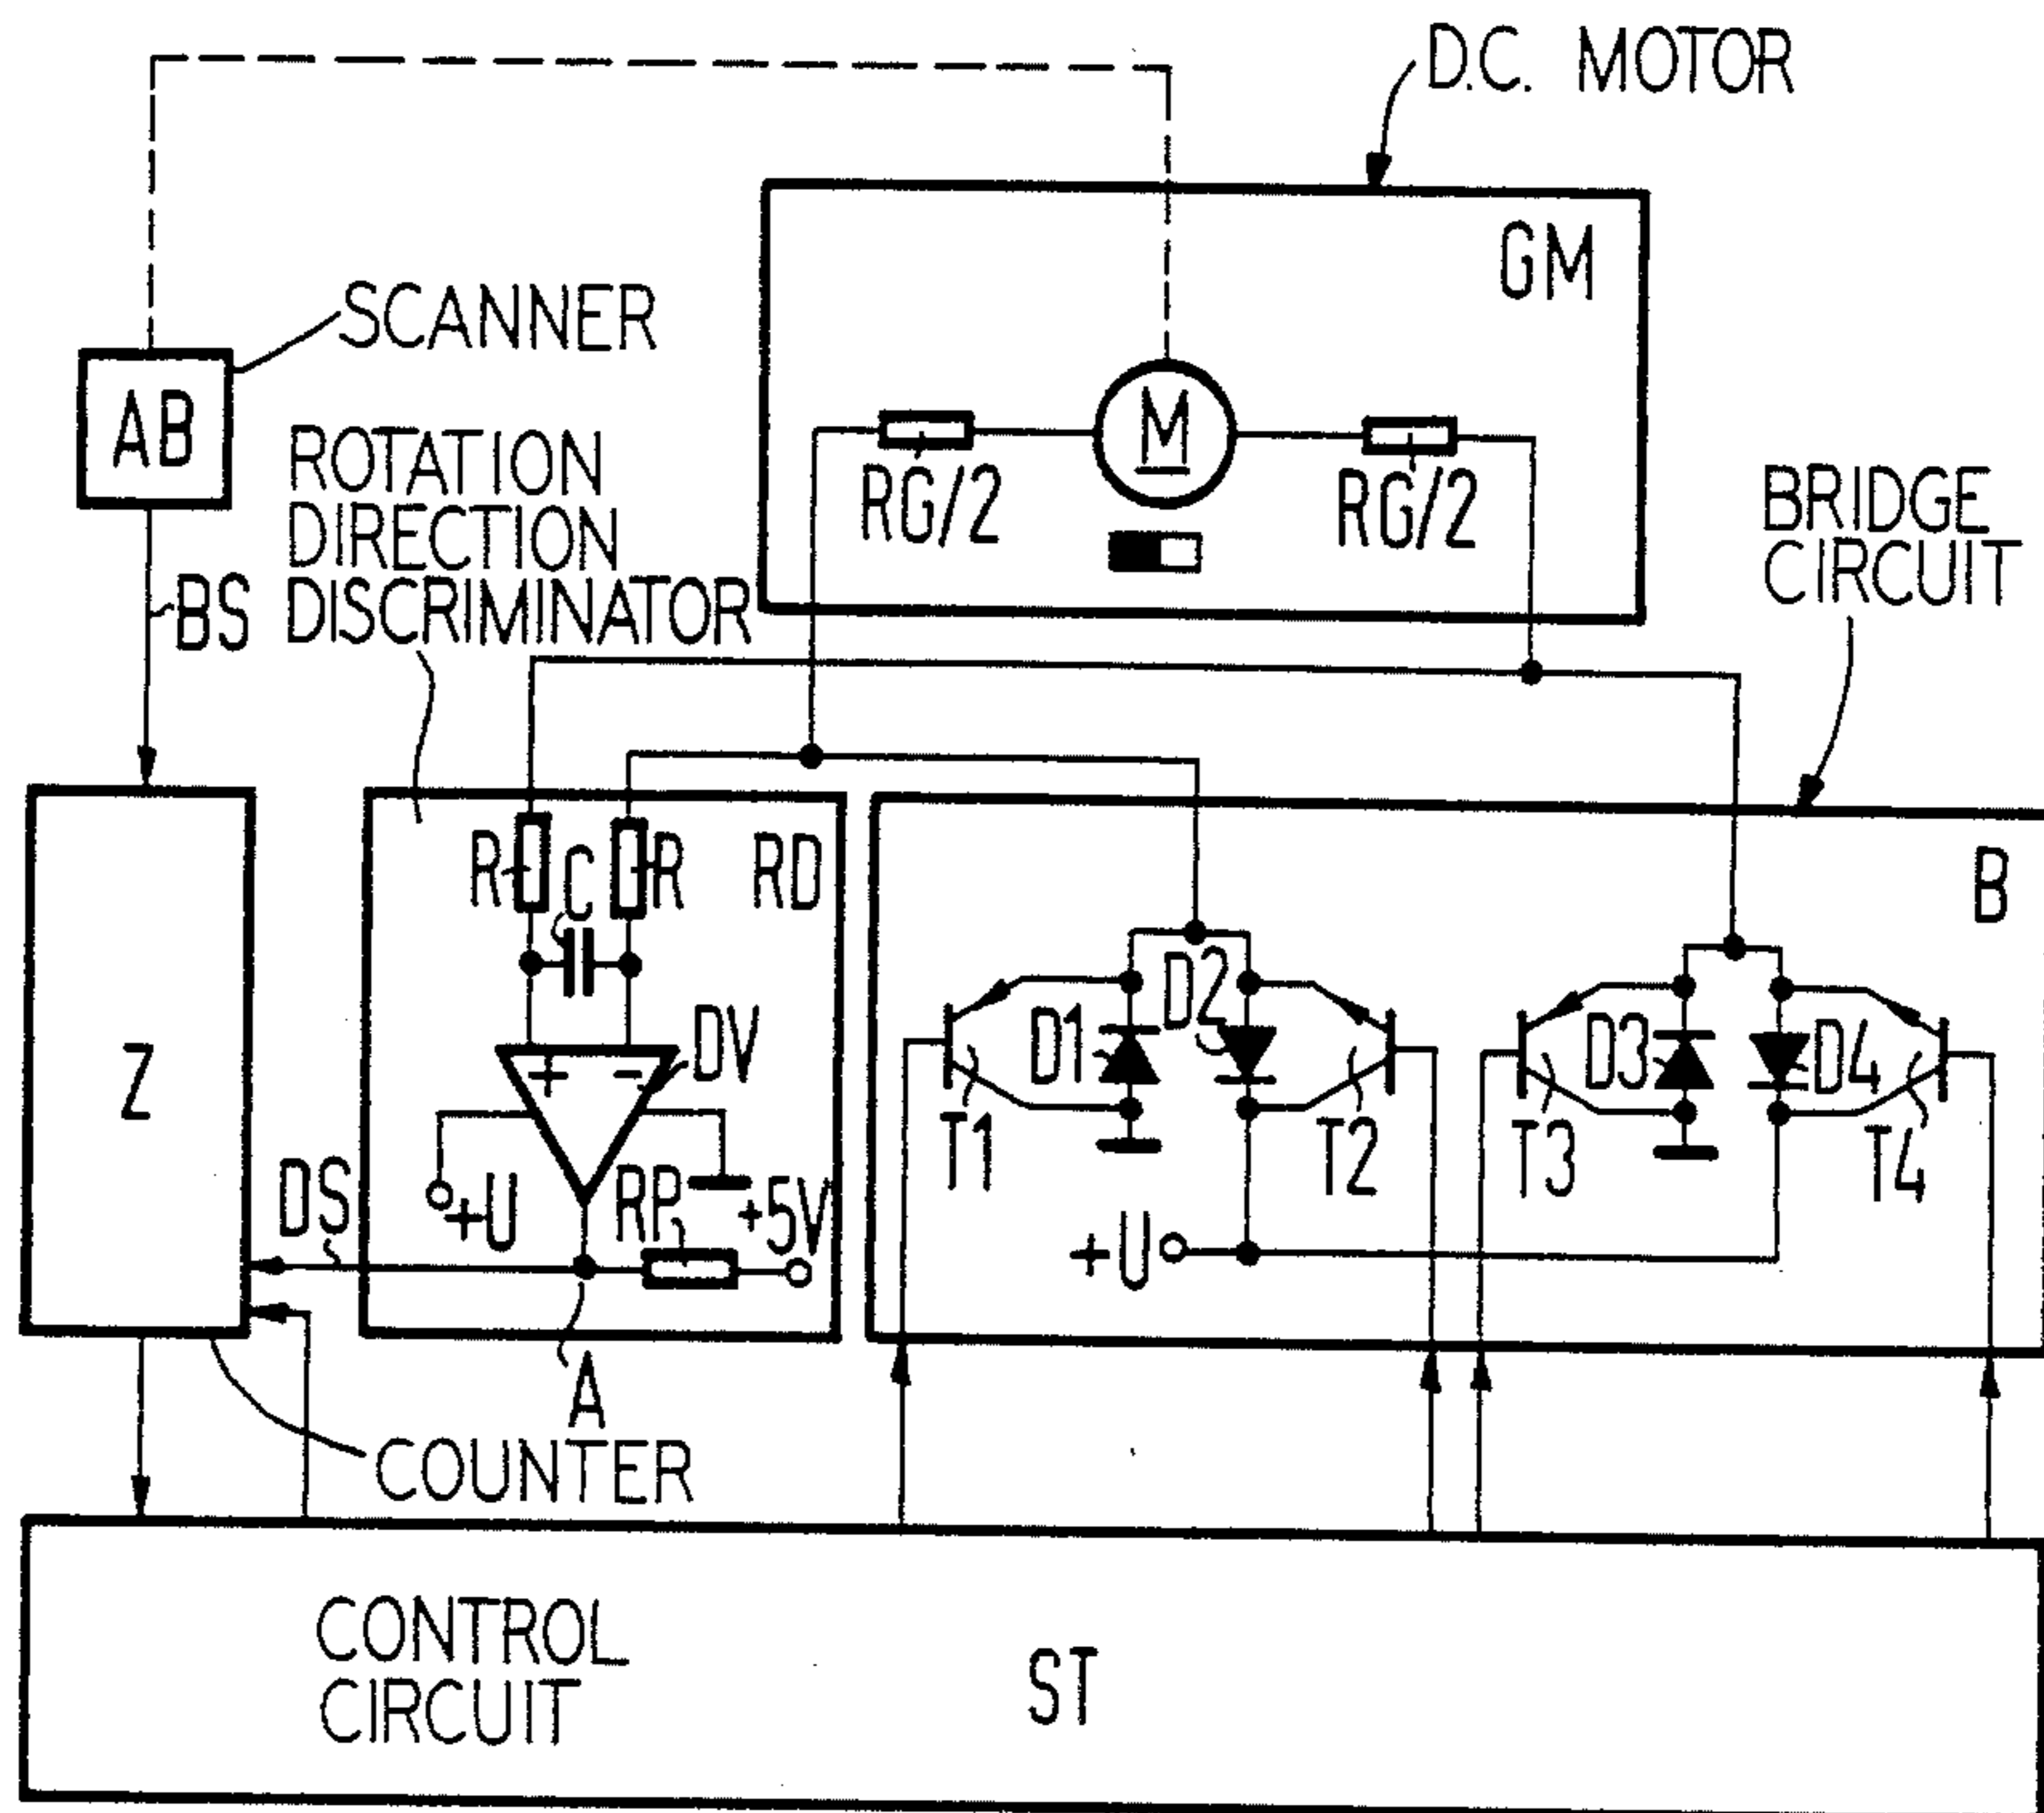 D.C. MOTOR
GM
SCANNER
AB
M
RG/2
RG/2
ROTATION
DIRECTION
DISCRIMINATOR
BRIDGE
CIRCUIT
BS
R
C
R
RD
B
Z
+
-
DV
D1
D2
D3
D4
T1
T2
T3
T4
+U
RP
+5V
DS
+U
A
COUNTER
CONTROL
CIRCUIT
ST